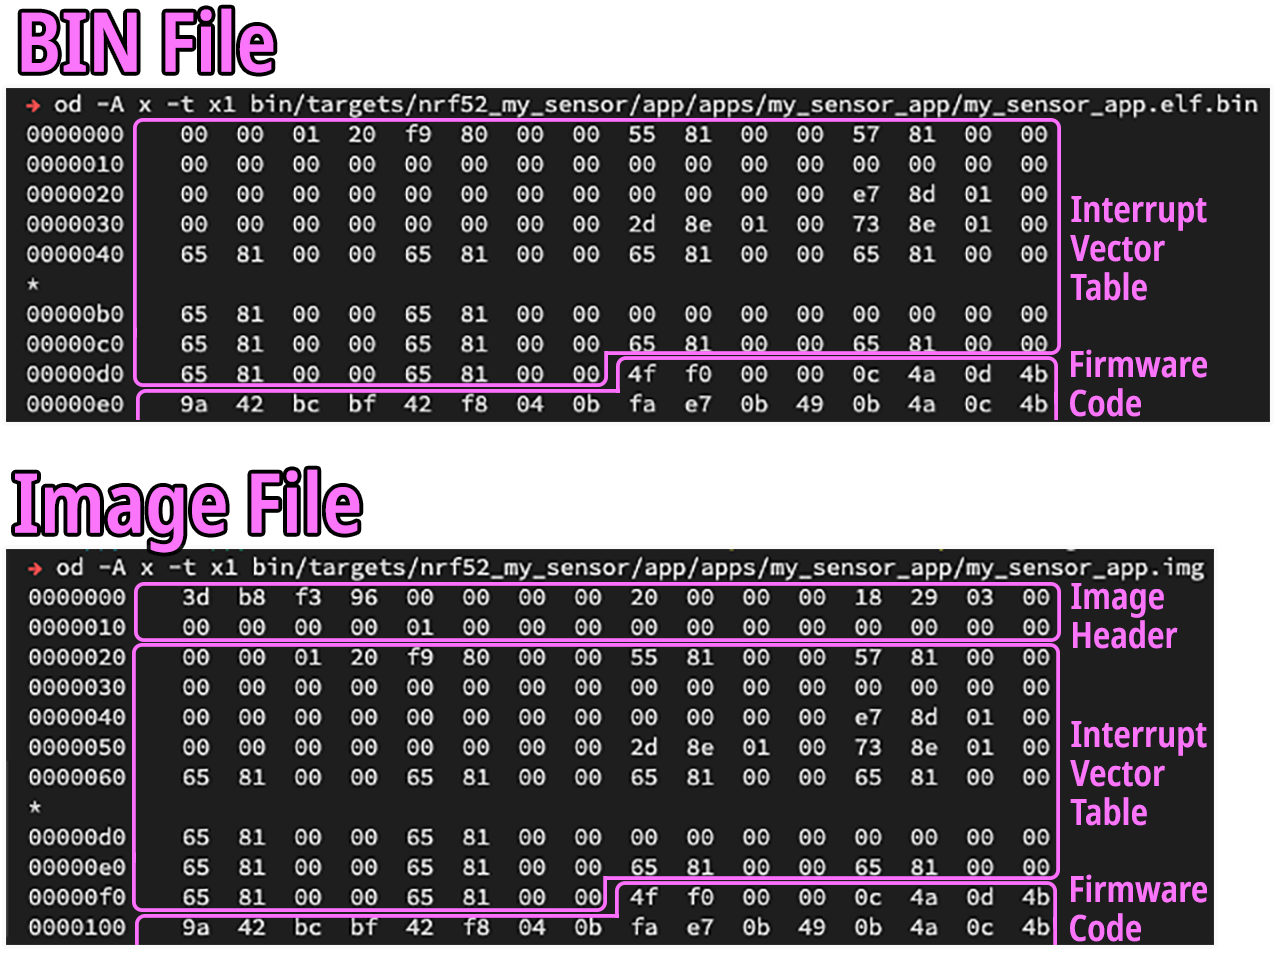 BIN File
→ od -A x -t x1 bin/targets/nrf52_my_sensor/app/apps/my_sensor_app/my_sensor_app.elf.bin
0000000 00 00 01 20 f9 80 00 00 55 81 00 00 57 81 00 00
0000010 00 00 00 00 00 00 00 00 00 00 00 00 00 00 00 00
0000020 00 00 00 00 00 00 00 00 00 00 00 00 e7 8d 01 00
0000030 00 00 00 00 00 00 00 00 2d 8e 01 00 73 8e 01 00
0000040 65 81 00 00 65 81 00 00 65 81 00 00 65 81 00 00
*
00000b0 65 81 00 00 65 81 00 00 00 00 00 00 00 00 00 00
00000c0 65 81 00 00 65 81 00 00 65 81 00 00 65 81 00 00
00000d0 65 81 00 00 65 81 00 00 4f f0 00 00 0c 4a 0d 4b
00000e0 9a 42 bc bf 42 f8 04 0b fa e7 0b 49 0b 4a 0c 4b
Interrupt
Vector
Table
Firmware
Code
Image File
→ od -A x -t x1 bin/targets/nrf52_my_sensor/app/apps/my_sensor_app/my_sensor_app.img
0000000 3d b8 f3 96 00 00 00 00 20 00 00 00 18 29 03 00
0000010 00 00 00 00 01 00 00 00 00 00 00 00 00 00 00 00
0000020 00 00 01 20 f9 80 00 00 55 81 00 00 57 81 00 00
0000030 00 00 00 00 00 00 00 00 00 00 00 00 00 00 00 00
0000040 00 00 00 00 00 00 00 00 00 00 00 00 e7 8d 01 00
0000050 00 00 00 00 00 00 00 00 2d 8e 01 00 73 8e 01 00
0000060 65 81 00 00 65 81 00 00 65 81 00 00 65 81 00 00
*
00000d0 65 81 00 00 65 81 00 00 00 00 00 00 00 00 00 00
00000e0 65 81 00 00 65 81 00 00 65 81 00 00 65 81 00 00
00000f0 65 81 00 00 65 81 00 00 4f f0 00 00 0c 4a 0d 4b
0000100 9a 42 bc bf 42 f8 04 0b fa e7 0b 49 0b 4a 0c 4b
Image
Header
Interrupt
Vector
Table
Firmware
Code